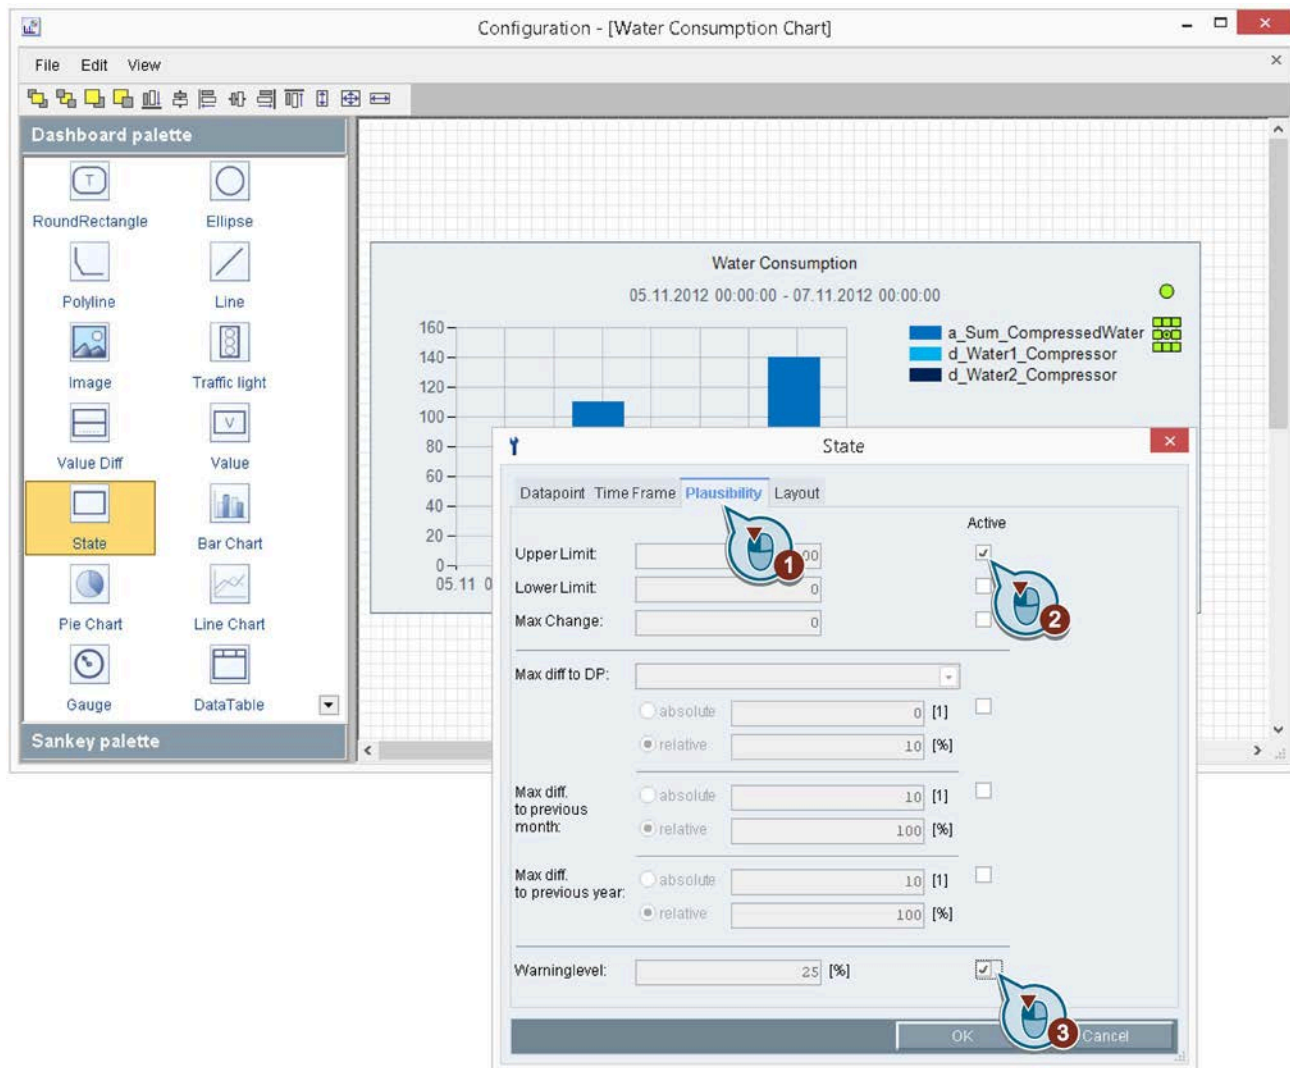 Configuration - [Water Consumption Chart]
File Edit View
Dashboard palette
T
RoundRectangle Ellipse
Polyline Line
Image Traffic light
V
Value Diff Value
State Bar Chart
Pie Chart Line Chart
Gauge DataTable
Sankey palette
Water Consumption
05.11.2012 00:00:00 - 07.11.2012 00:00:00
160
140
120
100
80
60
40
20
0
05.11 0
a_Sum_CompressedWater
d_Water1_Compressor
d_Water2_Compressor
State
Datapoint Time Frame Plausibility Layout
Active
Upper Limit: 00
1
Lower Limit: 0
2
Max Change: 0
Max diff to DP:
absolute 0 [1]
relative 10 [%]
Max diff. to previous month:
absolute 10 [1]
relative 100 [%]
Max diff. to previous year:
absolute 10 [1]
relative 100 [%]
Warninglevel: 25 [%]
3
OK Cancel